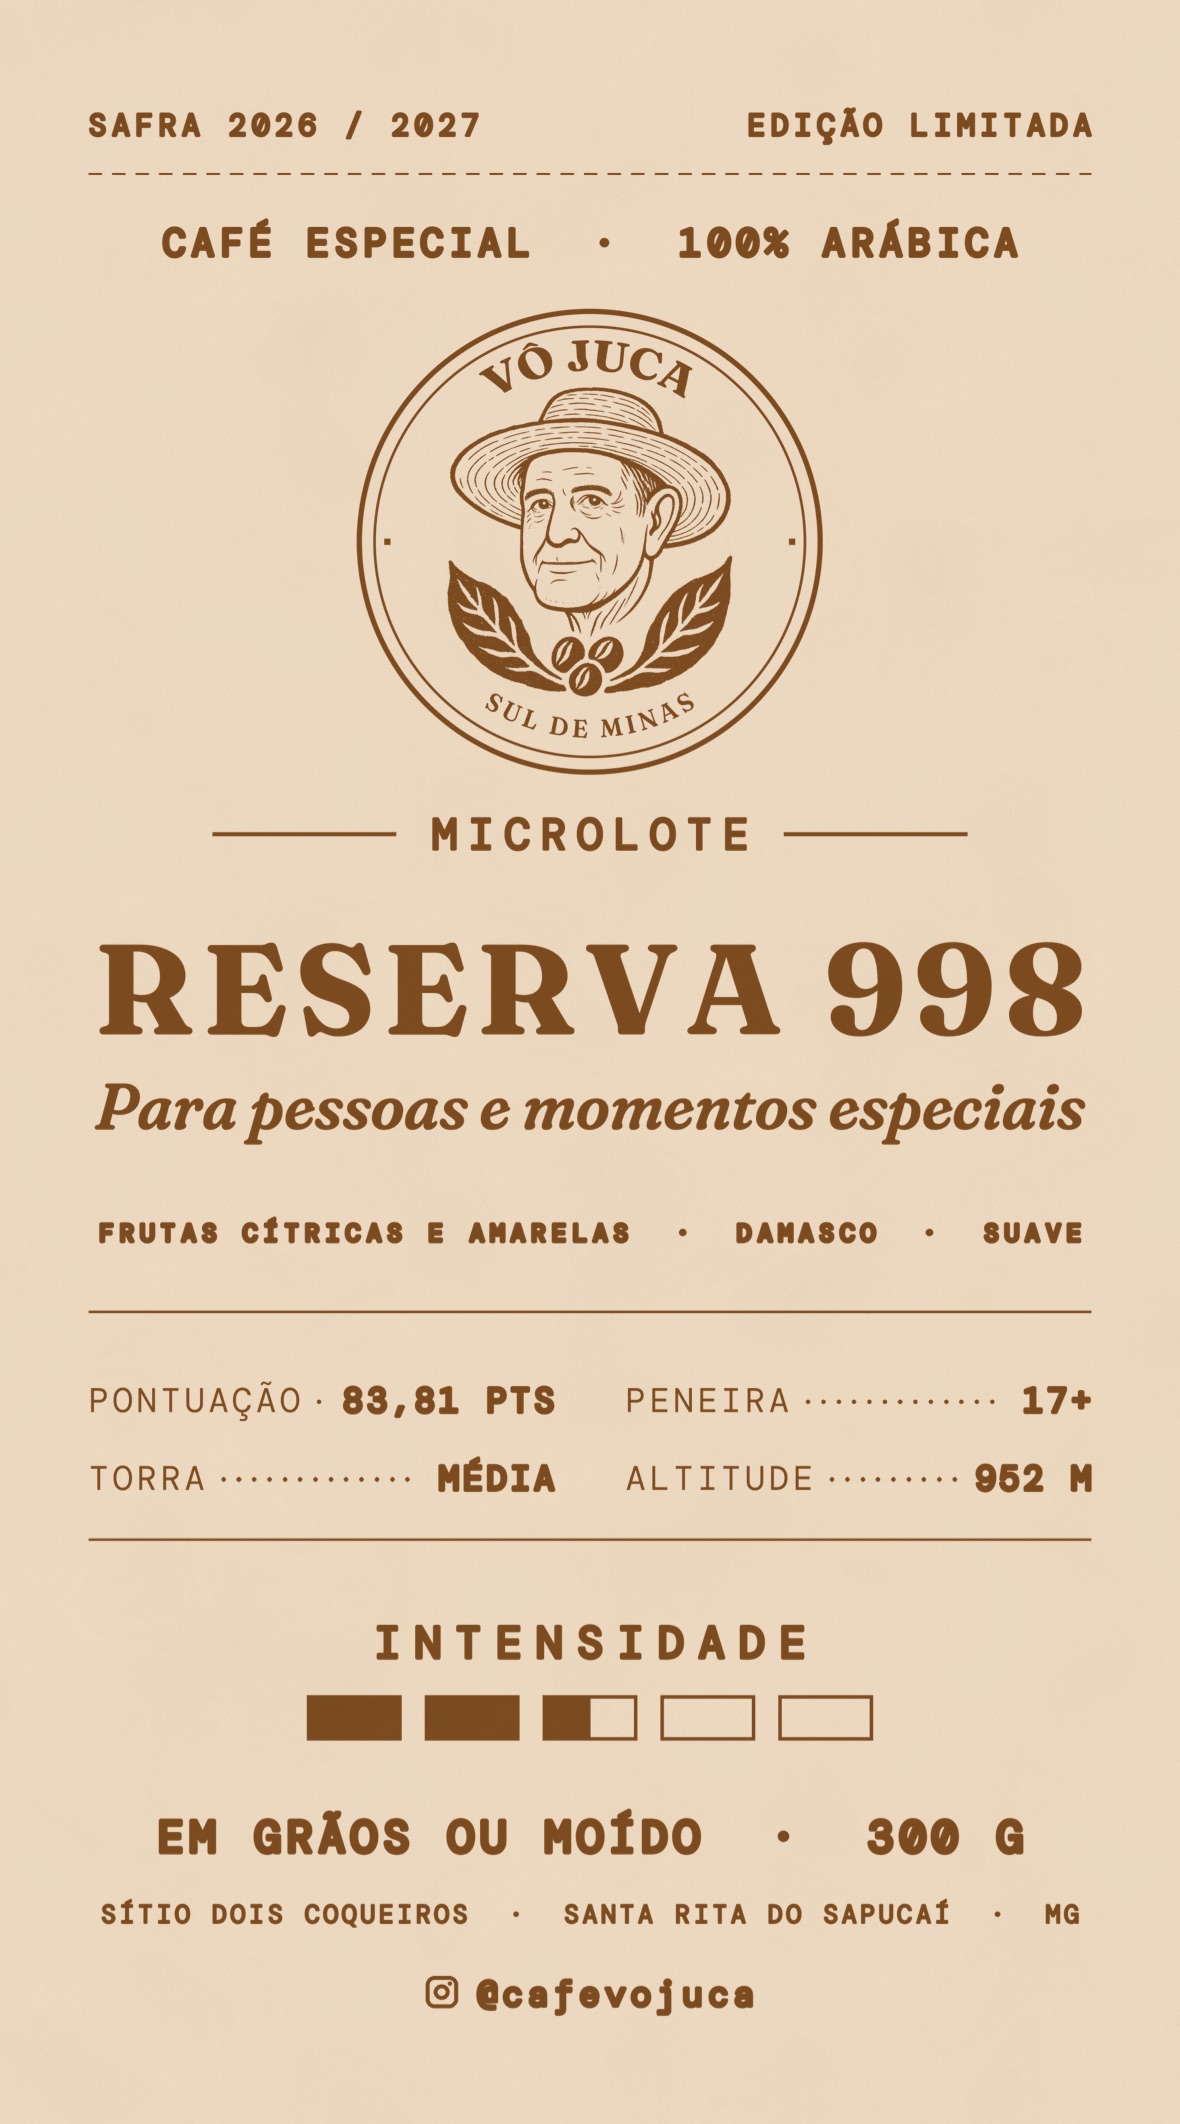 SAFRA 2026 / 2027 EDIÇÃO LIMITADA
CAFÉ ESPECIAL · 100% ARÁBICA
VÔ JUCA
SUL DE MINAS
MICROLOTE
RESERVA 998
Para pessoas e momentos especiais
FRUTAS CÍTRICAS E AMARELAS · DAMASCO · SUAVE
PONTUAÇÃO · 83,81 PTS PENEIRA ············· 17+
TORRA ············· MÉDIA ALTITUDE ········· 952 M
INTENSIDADE
EM GRÃOS OU MOÍDO · 300 G
SÍTIO DOIS COQUEIROS · SANTA RITA DO SAPUCAÍ · MG
@cafevojuca